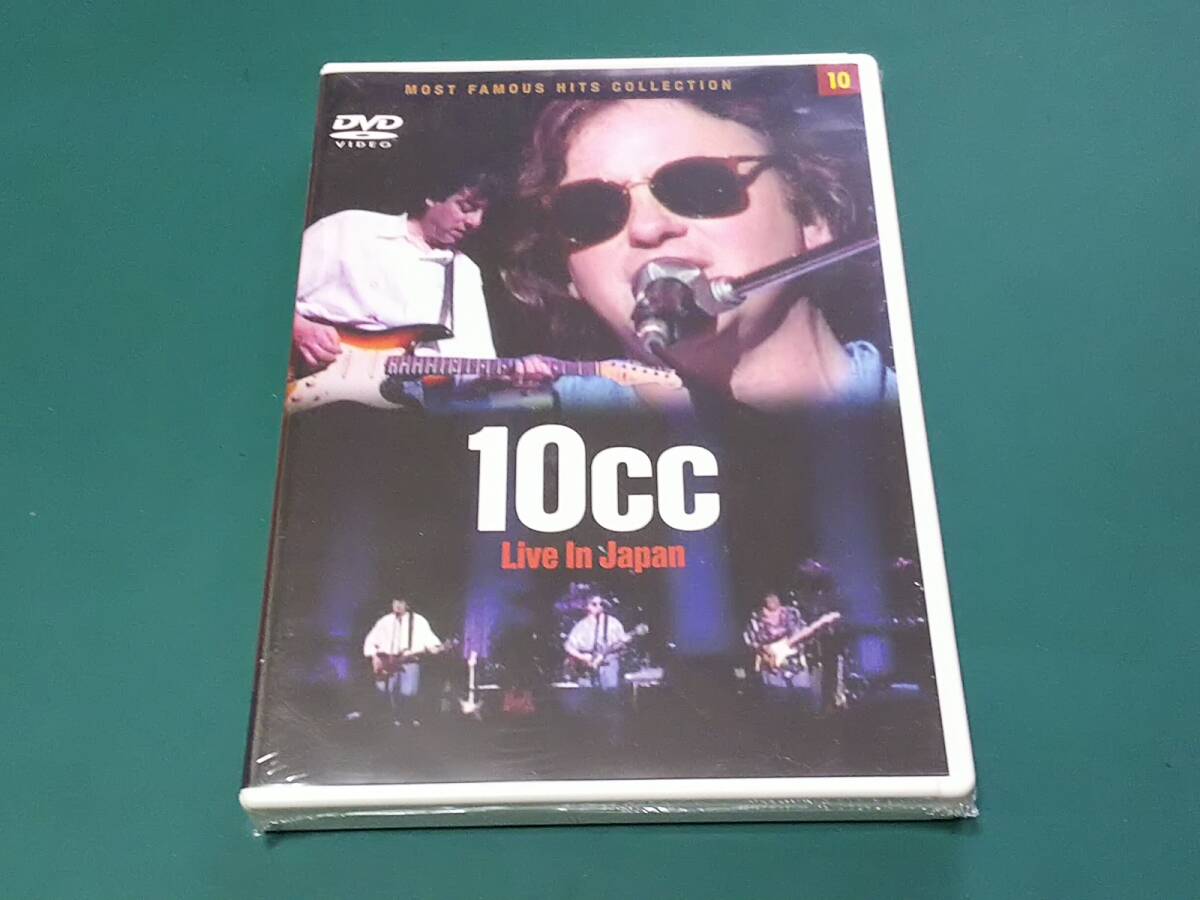 MOST FAMOUS HITS COLLECTION
10
DVD
VIDEO
10cc
Live In Japan